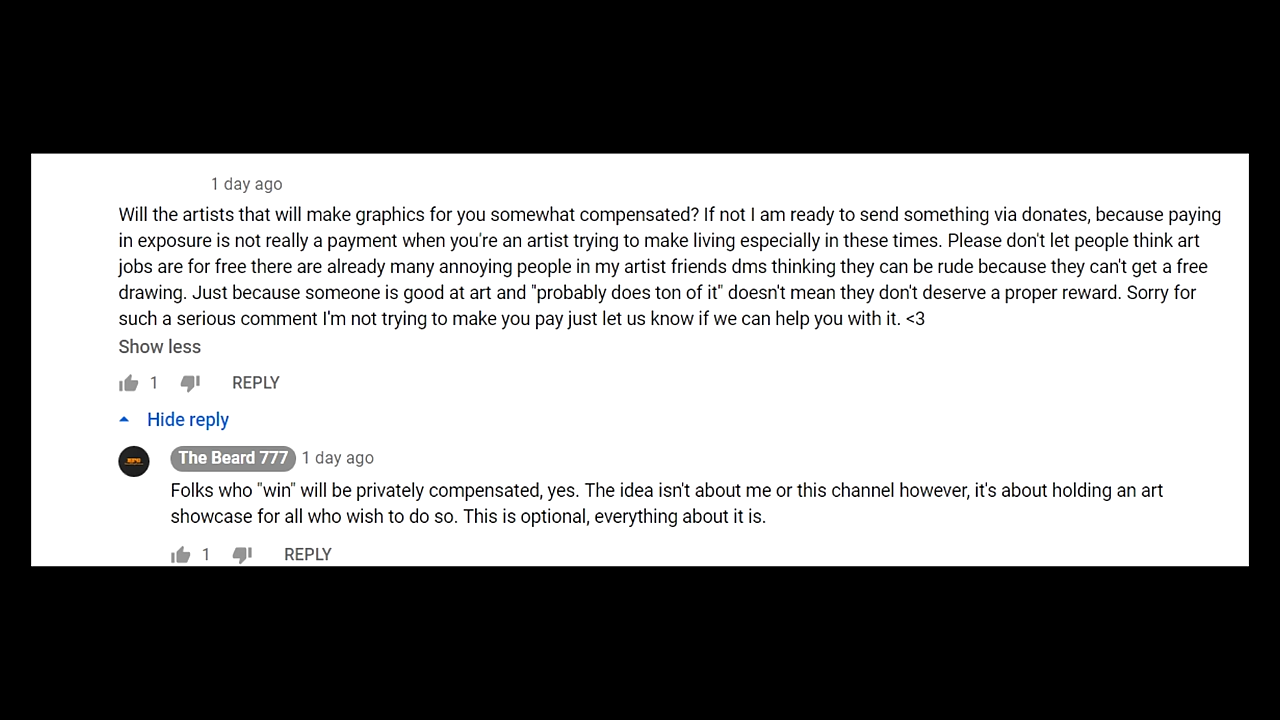 1 day ago
Will the artists that will make graphics for you somewhat compensated? If not I am ready to send something via donates, because paying
in exposure is not really a payment when you're an artist trying to make living especially in these times. Please don't let people think art
jobs are for free there are already many annoying people in my artist friends dms thinking they can be rude because they can't get a free
drawing. Just because someone is good at art and "probably does ton of it" doesn't mean they don't deserve a proper reward. Sorry for
such a serious comment I'm not trying to make you pay just let us know if we can help you with it. <3
Show less
1 REPLY
Hide reply
The Beard 777 1 day ago
Folks who "win" will be privately compensated, yes. The idea isn't about me or this channel however, it's about holding an art
showcase for all who wish to do so. This is optional, everything about it is.
1 REPLY